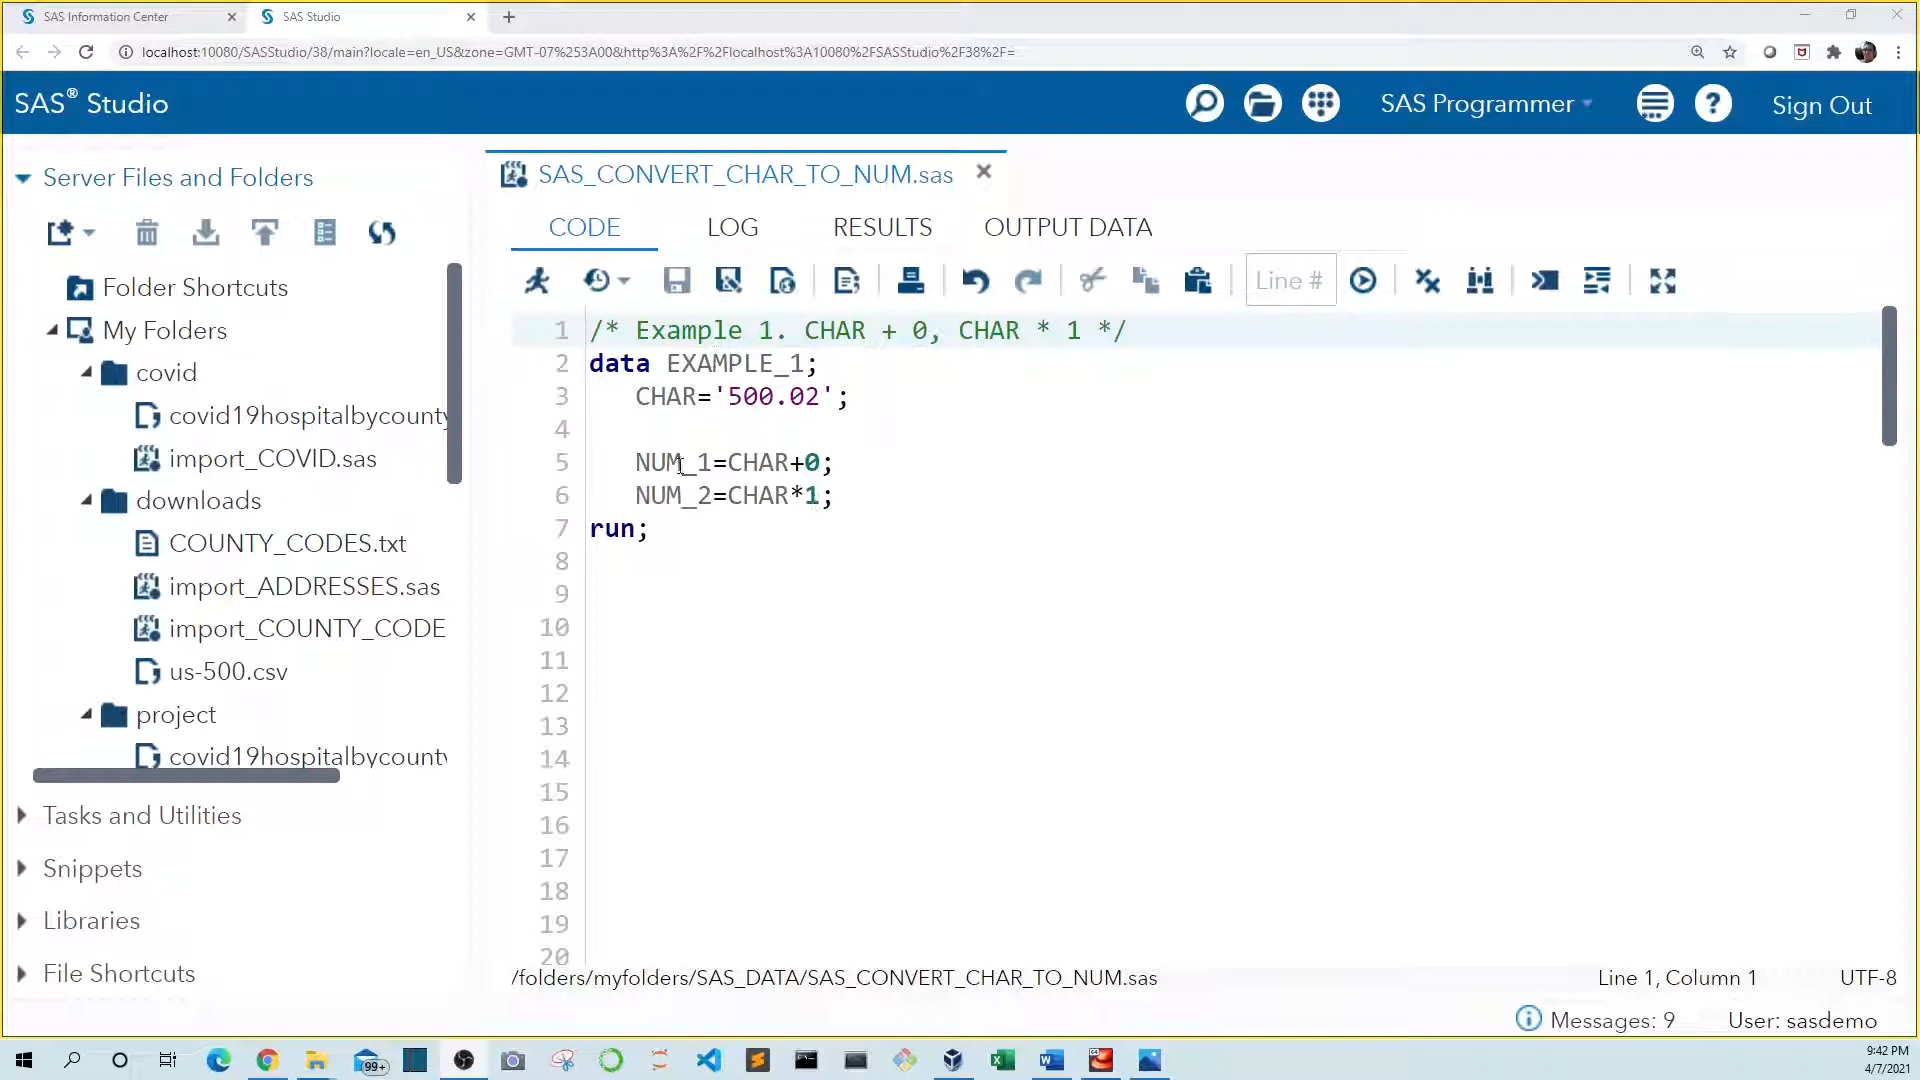 SAS Information Center
SAS Studio
localhost:10080/SASStudio/38/main?locale=en_US&zone=GMT-07%253A00&http%3A%2F%2Flocalhost%3A10080%2FSASStudio%2F38%2F=
SAS® Studio
SAS Programmer
Sign Out
Server Files and Folders
Folder Shortcuts
My Folders
covid
covid19hospitalbycounty
import_COVID.sas
downloads
COUNTY_CODES.txt
import_ADDRESSES.sas
import_COUNTY_CODE
us-500.csv
project
covid19hospitalbycounty
Tasks and Utilities
Snippets
Libraries
File Shortcuts
SAS_CONVERT_CHAR_TO_NUM.sas
CODE LOG RESULTS OUTPUT DATA
Line #
1 /* Example 1. CHAR + 0, CHAR * 1 */
2 data EXAMPLE_1;
3 CHAR='500.02';
4
5 NUM_1=CHAR+0;
6 NUM_2=CHAR*1;
7 run;
8
9
10
11
12
13
14
15
16
17
18
19
20
/folders/myfolders/SAS_DATA/SAS_CONVERT_CHAR_TO_NUM.sas
Line 1, Column 1
UTF-8
Messages: 9
User: sasdemo
99+
9:42 PM
4/7/2021